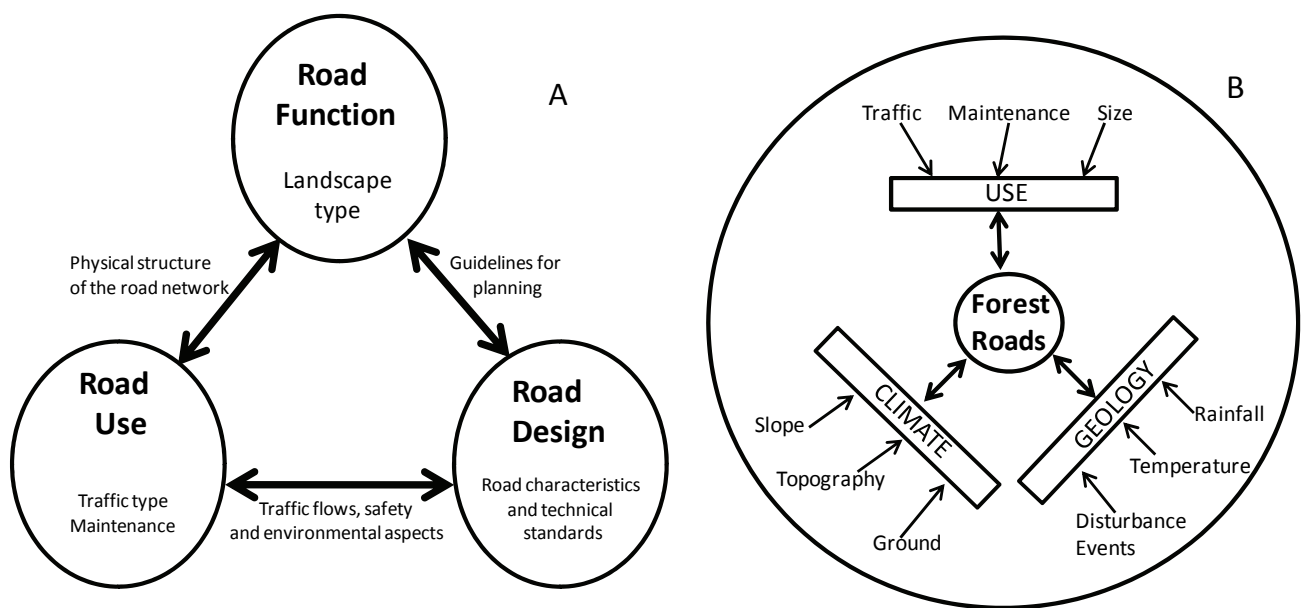 A
Road
Function
Landscape
type
Physical structure
of the road network
Guidelines for
planning
Road
Use
Traffic type
Maintenance
Traffic flows, safety
and environmental aspects
Road
Design
Road characteristics
and technical
standards
B
Traffic
Maintenance
Size
USE
Forest
Roads
CLIMATE
Slope
Topography
Ground
GEOLOGY
Rainfall
Temperature
Disturbance
Events